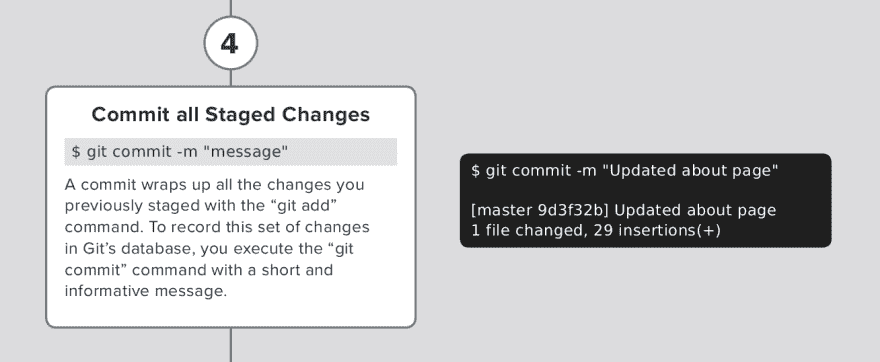 4
Commit all Staged Changes
$ git commit -m "message"
A commit wraps up all the changes you
previously staged with the “git add”
command. To record this set of changes
in Git’s database, you execute the “git
commit” command with a short and
informative message.
$ git commit -m "Updated about page"
[master 9d3f32b] Updated about page
1 file changed, 29 insertions(+)